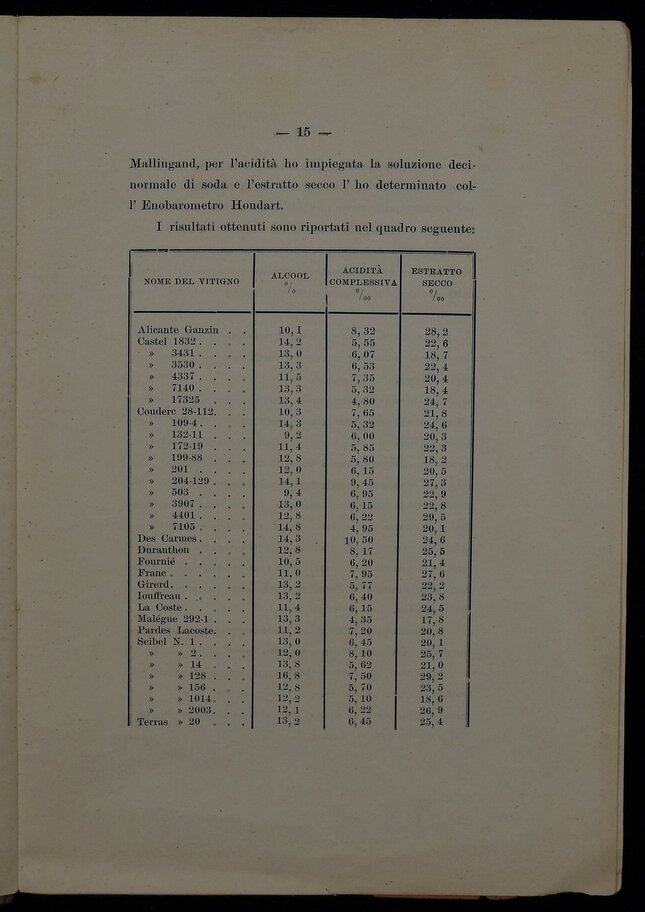 — 15 —
Mallingand, per l'acidità ho impiegata la soluzione deci-
normale di soda e l'estratto secco l' ho determinato col-
l' Enobarometro Houdart.
I risultati ottenuti sono riportati nel quadro seguente:
NOME DEL VITIGNO ALCOOL % ACIDITÀ COMPLESSIVA °/₀₀ ESTRATTO SECCO °/₀₀
Alicante Ganzin . . 10, 1 8, 32 28, 2
Castel 1832 . . . . 14, 2 5, 55 22, 6
» 3431 . . . . 13, 0 6, 07 18, 7
» 3530 . . . . 13, 3 6, 53 22, 4
» 4337 . . . . 11, 5 7, 35 20, 4
» 7140 . . . . 13, 3 5, 32 18, 4
» 17325 . . . 13, 4 4, 80 24, 7
Couderc 28-112. . . 10, 3 7, 65 21, 8
» 109-4 . . . . 14, 3 5, 32 24, 6
» 132-11 . . . 9, 2 6, 00 20, 3
» 172-19 . . . 11, 4 5, 85 22, 3
» 199-88 . . . 12, 8 5, 80 18, 2
» 201 . . . . 12, 0 6, 15 20, 5
» 204-129 . . . 14, 1 9, 45 27, 3
» 503 . . . . 9, 4 6, 95 22, 9
» 3907 . . . . 13, 0 6, 15 22, 8
» 4401 . . . . 12, 8 6, 22 29, 5
» 7105 . . . . 14, 8 4, 95 20, 1
Des Carmes . . . . 14, 3 10, 50 24, 6
Duranthon . . . . 12, 8 8, 17 25, 5
Fournié . . . . . 10, 5 6, 20 21, 4
Franc . . . . . . 11, 0 7, 95 27, 6
Girerd . . . . . . 13, 2 5, 77 22, 2
Iouffreau . . . . . 13, 2 6, 40 23, 8
La Coste . . . . . 11, 4 6, 15 24, 5
Malégue 292-1 . . . 13, 3 4, 35 17, 8
Pardes Lacoste. . . 11, 2 7, 20 20, 8
Seibel N. 1 . . . . 13, 0 6, 45 20, 1
» » 2 . . . . 12, 0 8, 10 25, 7
» » 14 . . . 13, 8 5, 62 21, 0
» » 128 . . . 16, 8 7, 50 29, 2
» » 156 . . . 12, 8 5, 70 23, 5
» » 1014. . . 12, 2 5, 10 18, 6
» » 2003. . . 12, 1 6, 22 26, 9
Terras » 20 . . . 13, 2 6, 45 25, 4